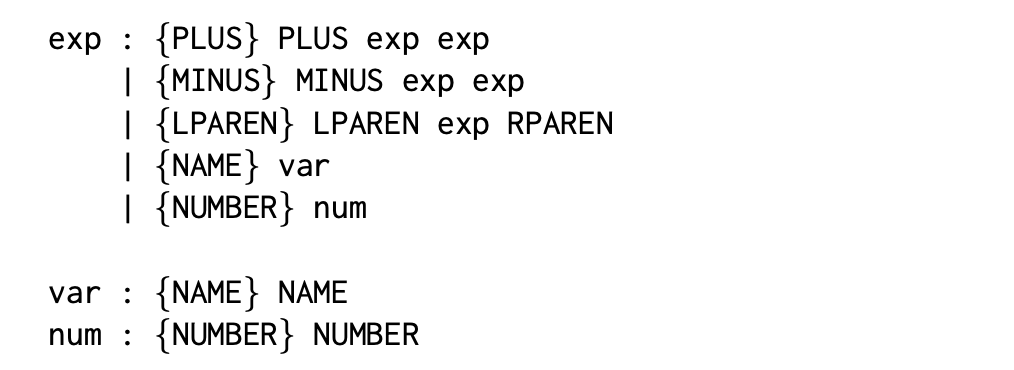 exp : {PLUS} PLUS exp exp
| {MINUS} MINUS exp exp
| {LPAREN} LPAREN exp RPAREN
| {NAME} var
| {NUMBER} num
var : {NAME} NAME
num : {NUMBER} NUMBER